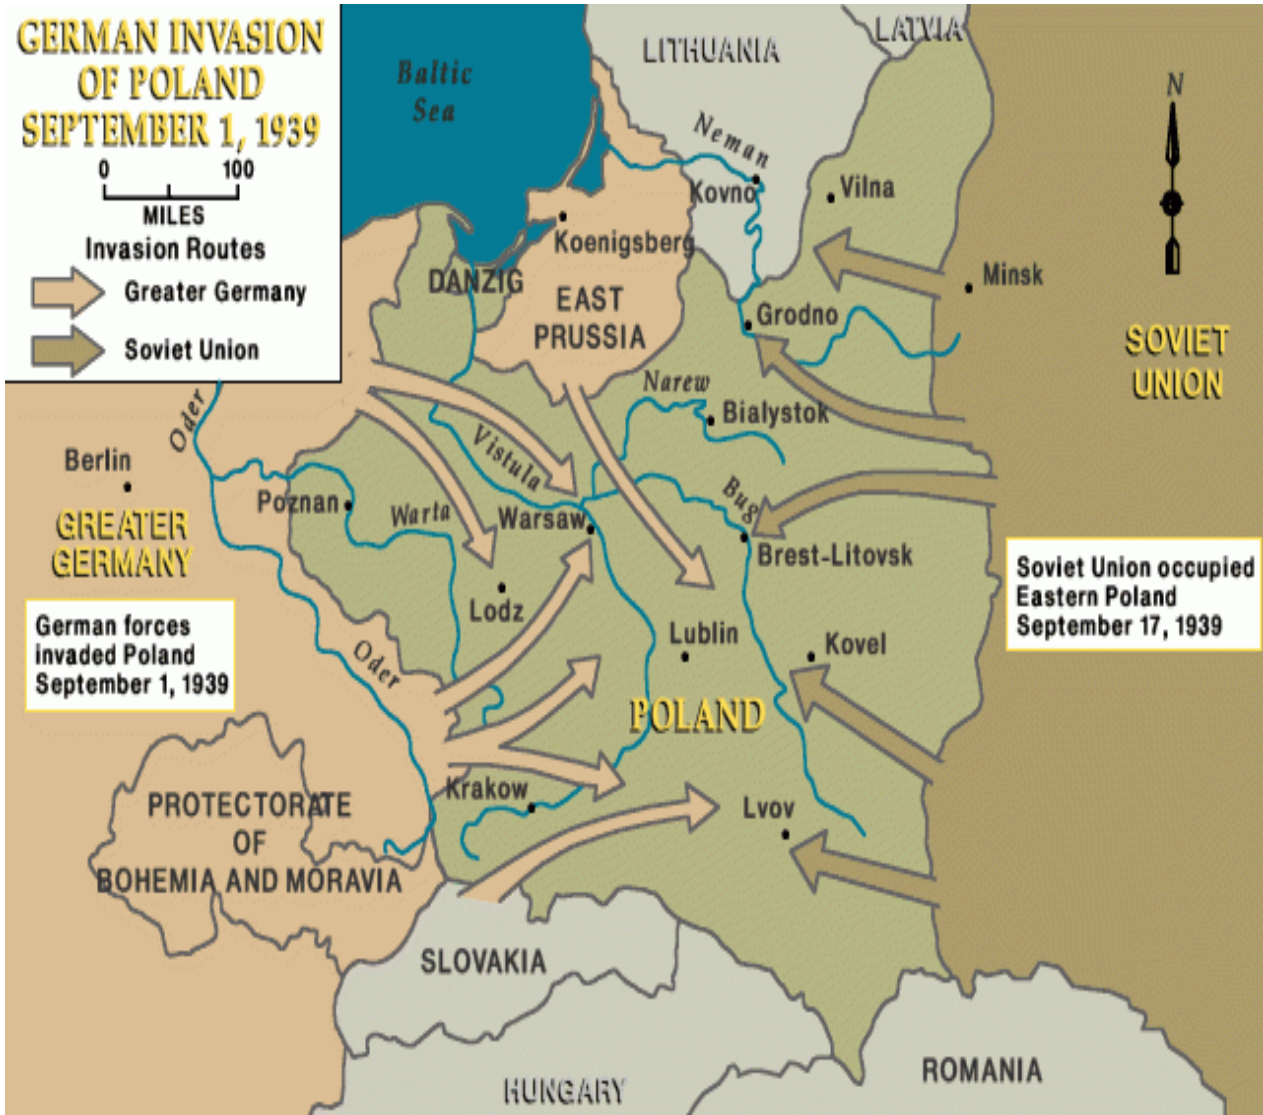 GERMAN INVASION
OF POLAND
SEPTEMBER 1, 1939
0 100
MILES
Invasion Routes
Greater Germany
Soviet Union
Baltic
Sea
LITHUANIA
LATVIA
N
Neman
Kovno
Vilna
Koenigsberg
DANZIG
EAST
PRUSSIA
Minsk
Grodno
SOVIET
UNION
Oder
Narew
Bialystok
Berlin
Vistula
Poznan
Warta
Warsaw
Bug
Brest-Litovsk
GREATER
GERMANY
Soviet Union occupied
Eastern Poland
September 17, 1939
Lodz
German forces
invaded Poland
September 1, 1939
Oder
Lublin
Kovel
POLAND
Krakow
Lvov
PROTECTORATE
OF
BOHEMIA AND MORAVIA
SLOVAKIA
HUNGARY
ROMANIA